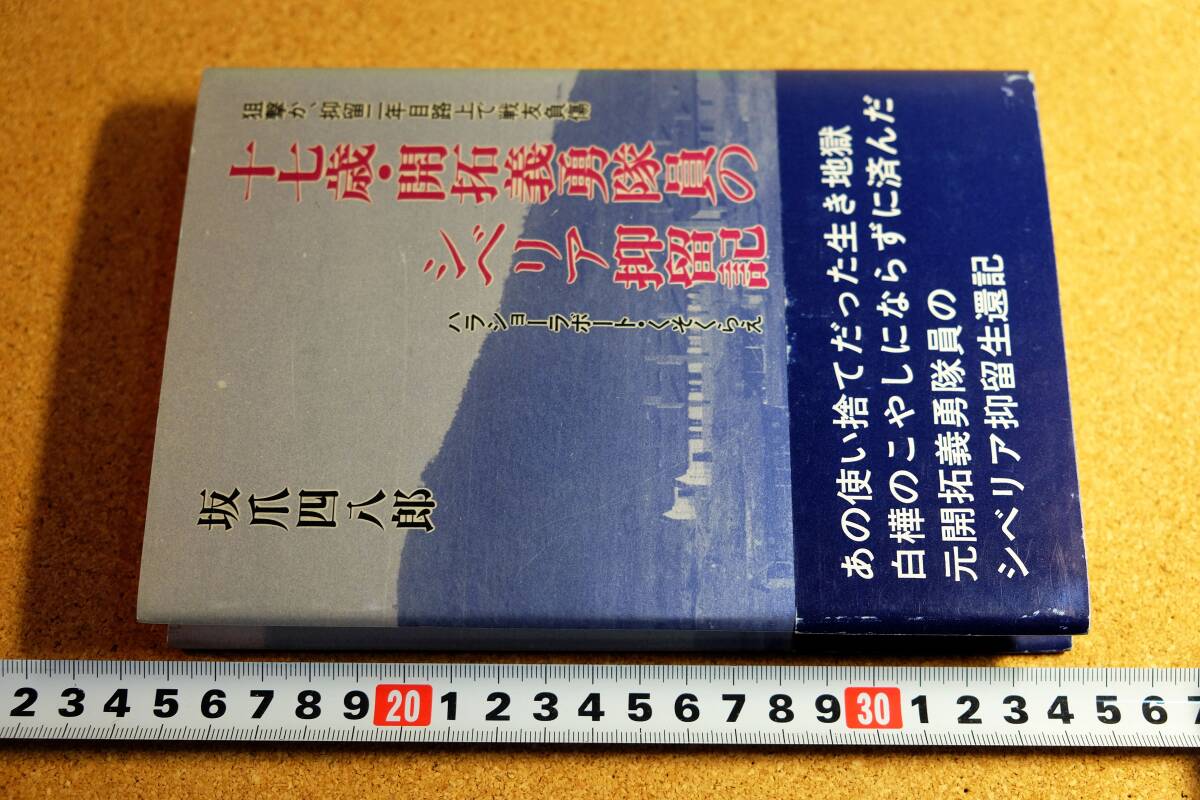 狙撃か、抑留二年目路上で戦友負傷
十七歳・開拓義勇隊員の
シベリア抑留記
ハラショーラボート・くそくらえ
坂爪四八郎
あの使い捨てだった生き地獄
白樺のこやしにならずに済んだ
元開拓義勇隊員の
シベリア抑留生還記
2 3 4 5 6 7 8 9 20 1 2 3 4 5 6 7 8 9 30 1 2 3 4 5 6 7